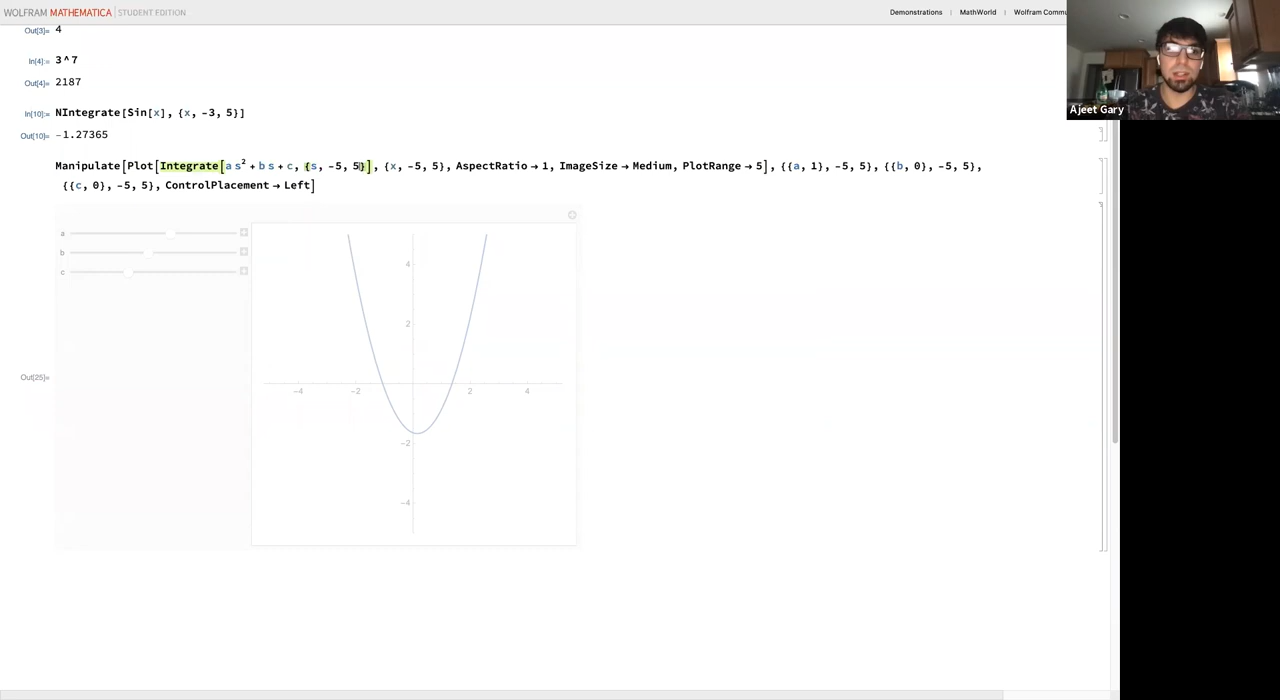 WOLFRAM MATHEMATICA | STUDENT EDITION
Demonstrations | MathWorld | Wolfram Commu
Out[3]= 4
In[4]:= 3^7
Out[4]= 2187
In[10]:= NIntegrate[Sin[x], {x, -3, 5}]
Out[10]= -1.27365
Manipulate[Plot[Integrate[a s² + b s + c, {s, -5, 5}], {x, -5, 5}, AspectRatio → 1, ImageSize → Medium, PlotRange → 5], {{a, 1}, -5, 5}, {{b, 0}, -5, 5},
{{c, 0}, -5, 5}, ControlPlacement → Left]
a
b
c
4
2
-4 -2 2 4
-2
-4
Out[25]=
Ajeet Gary